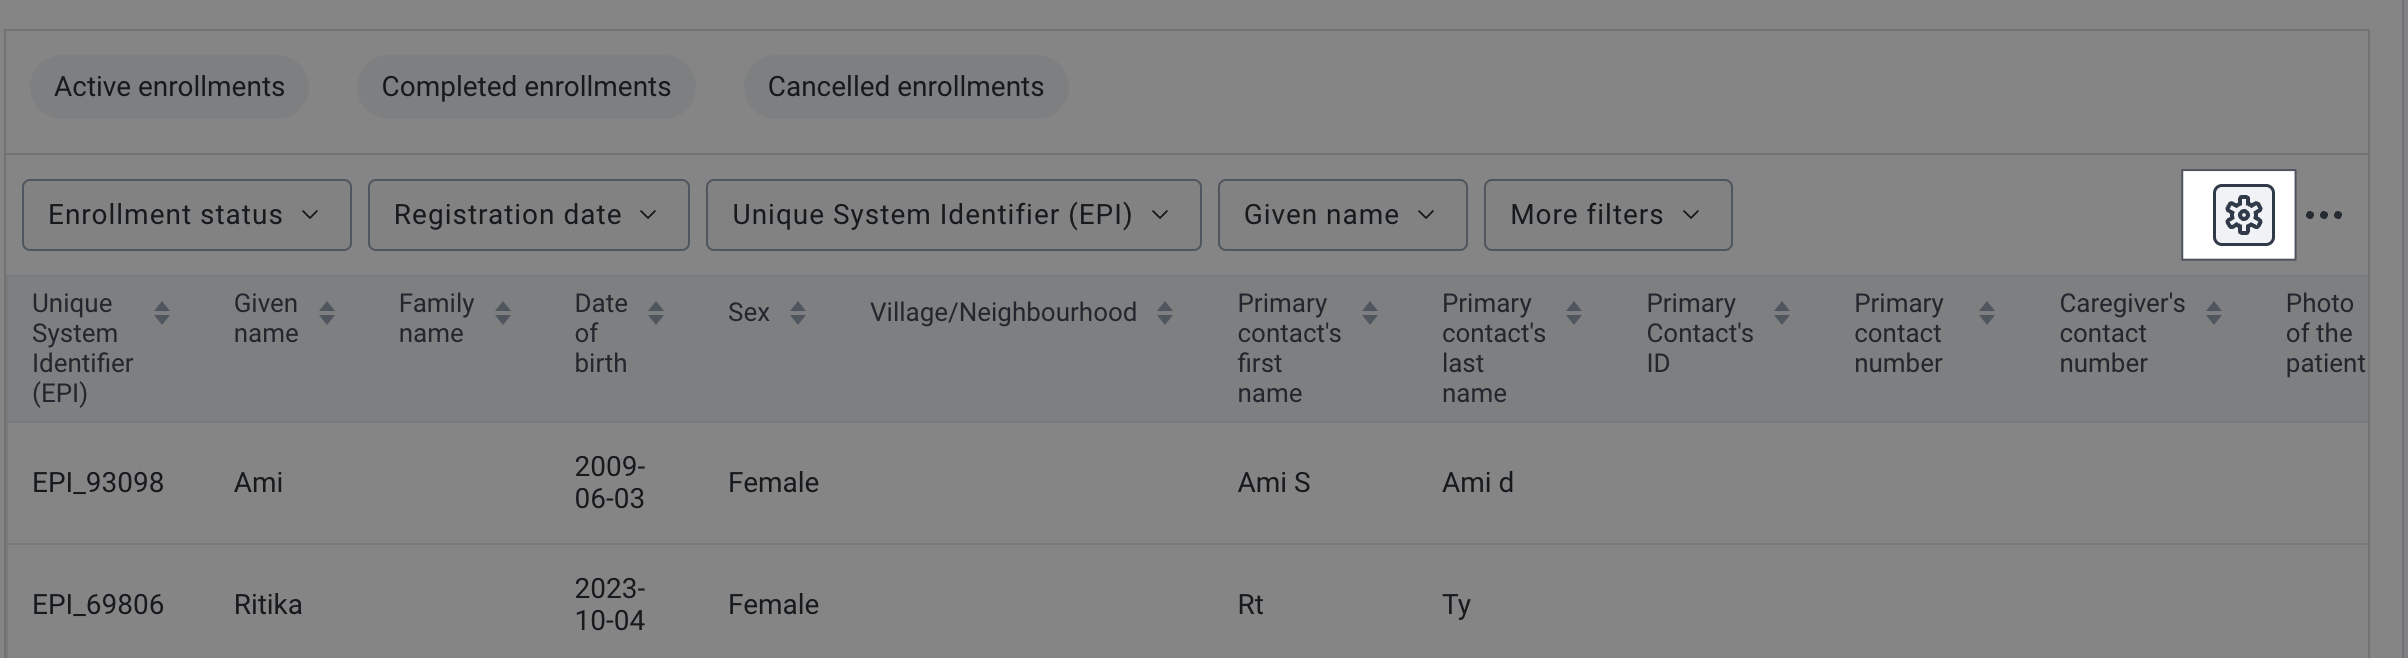 Active enrollments Completed enrollments Cancelled enrollments
Enrollment status Registration date Unique System Identifier (EPI) Given name More filters
Unique System Identifier (EPI) Given name Family name Date of birth Sex Village/Neighbourhood Primary contact's first name Primary contact's last name Primary Contact's ID Primary contact number Caregiver's contact number Photo of the patient
EPI_93098 Ami 2009-06-03 Female Ami S Ami d
EPI_69806 Ritika 2023-10-04 Female Rt Ty